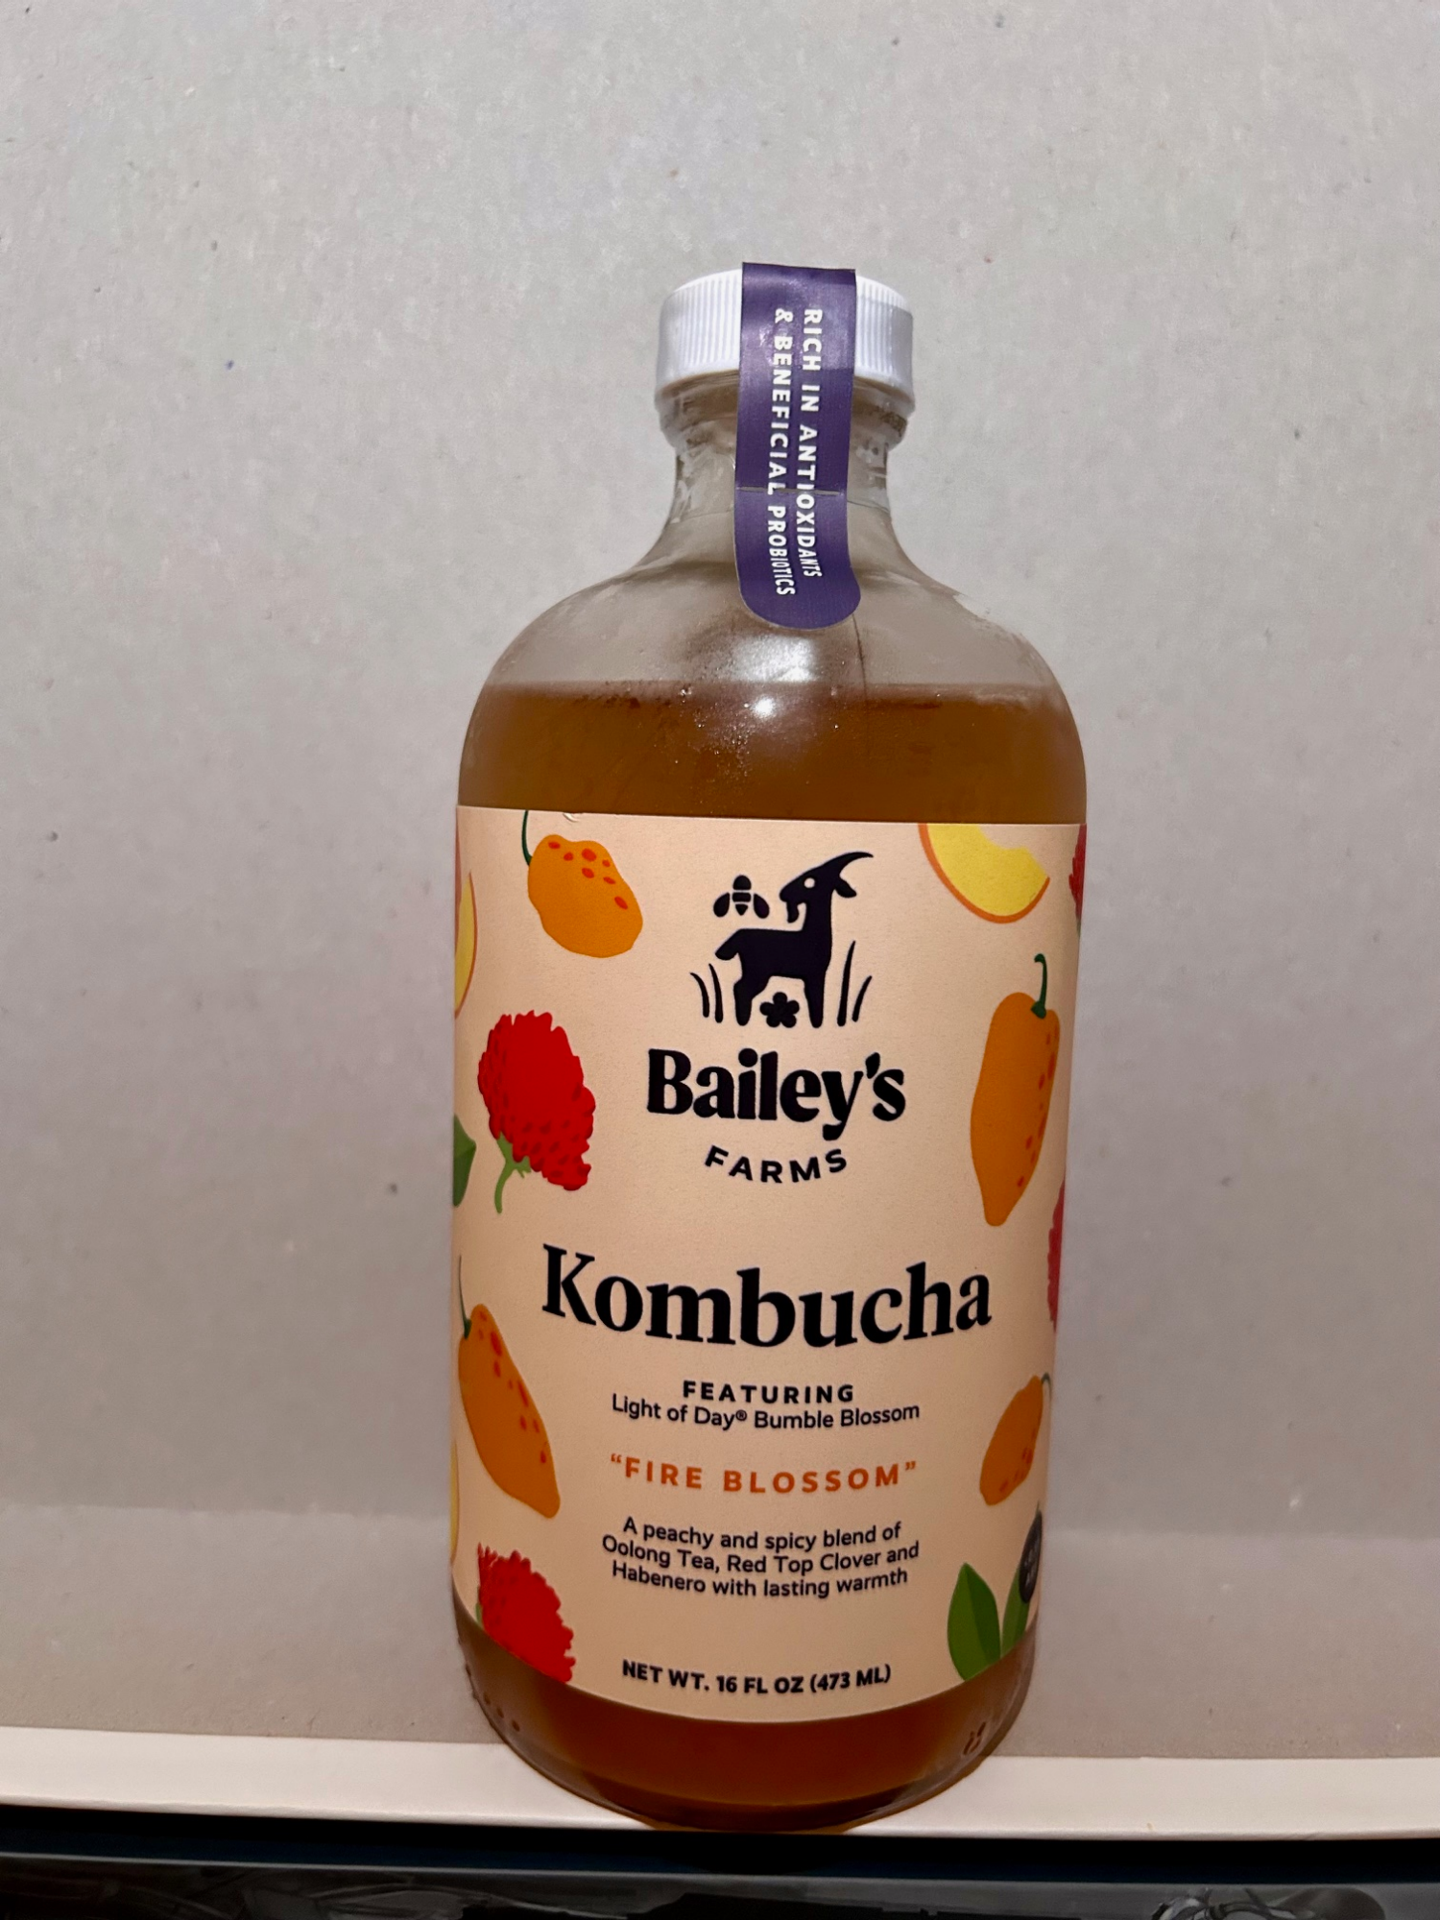 RICH IN ANTIOXIDANTS
& BENEFICIAL PROBIOTICS
Bailey's
FARMS
Kombucha
FEATURING
Light of Day® Bumble Blossom
“FIRE BLOSSOM”
A peachy and spicy blend of
Oolong Tea, Red Top Clover and
Habenero with lasting warmth
NET WT. 16 FL OZ (473 ML)